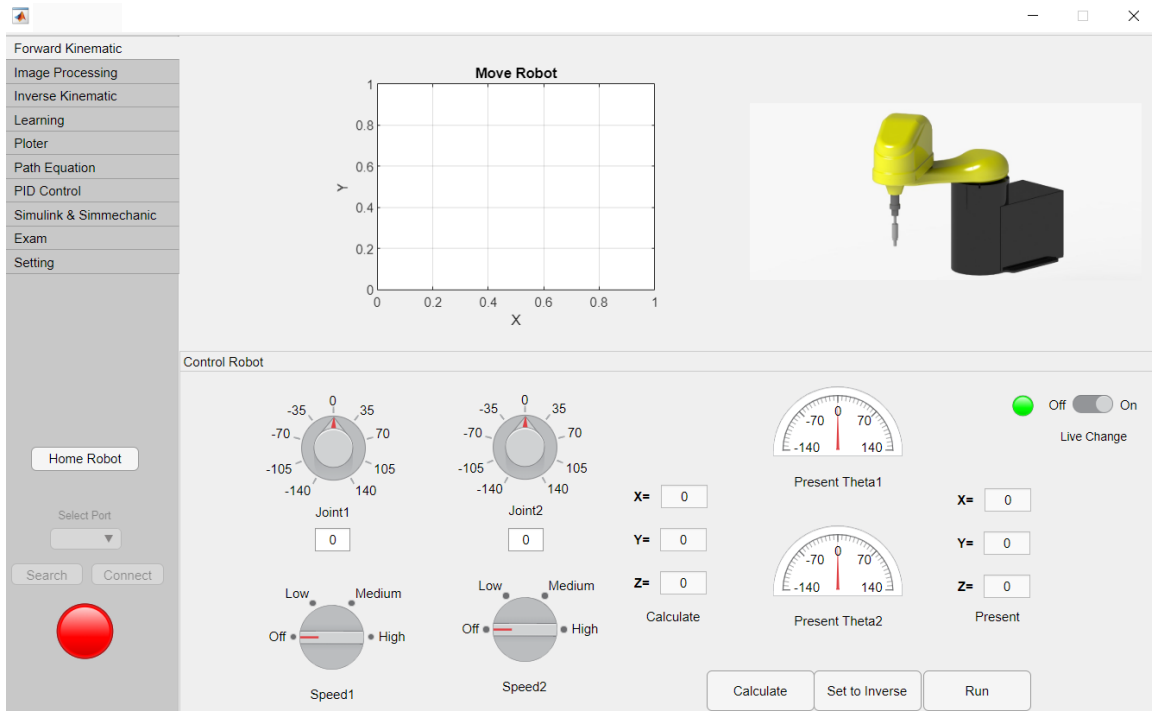 Forward Kinematic
Image Processing
Inverse Kinematic
Learning
Ploter
Path Equation
PID Control
Simulink & Simmechanic
Exam
Setting
Home Robot
Select Port
Search Connect
Move Robot
1
0.8
0.6
0.4
0.2
0
Y
0 0.2 0.4 0.6 0.8 1
X
Control Robot
0
-35 35
-70 70
-105 105
-140 140
Joint1
0
Low Medium
Off High
Speed1
0
-35 35
-70 70
-105 105
-140 140
Joint2
0
Low Medium
Off High
Speed2
X= 0
Y= 0
Z= 0
Calculate
0
-70 70
-140 140
Present Theta1
0
-70 70
-140 140
Present Theta2
Off On
Live Change
X= 0
Y= 0
Z= 0
Present
Calculate Set to Inverse Run